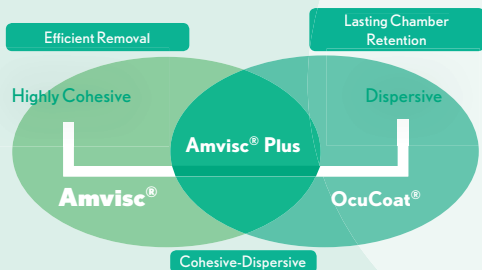 Efficient Removal
Lasting Chamber
Retention
Highly Cohesive
Dispersive
Amvisc® Plus
Amvisc®
OcuCoat®
Cohesive-Dispersive